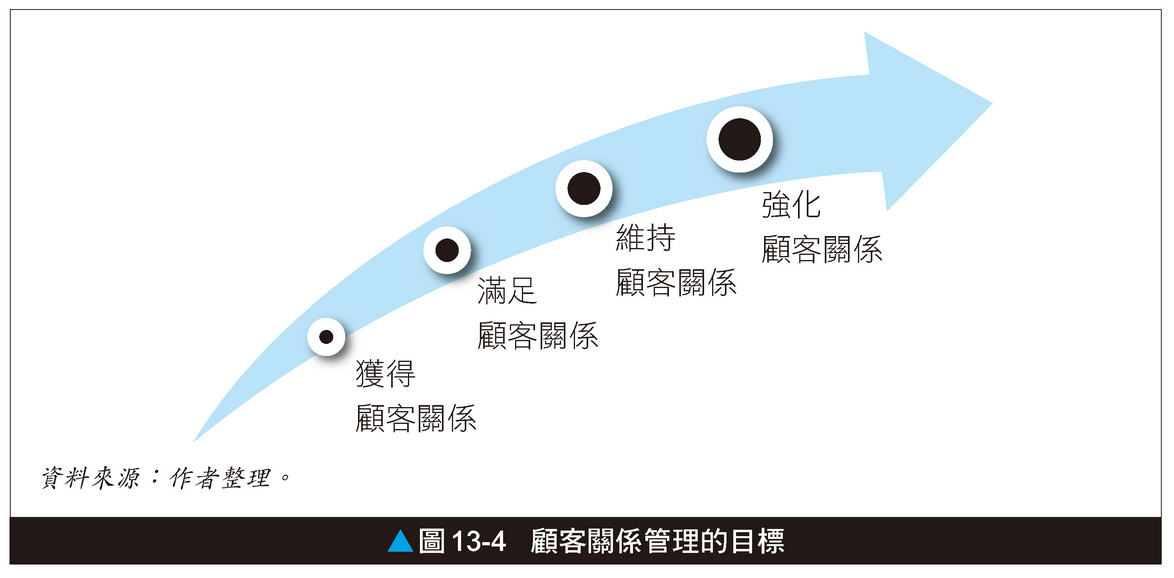 強化
顧客關係
維持
顧客關係
滿足
顧客關係
獲得
顧客關係
資料來源：作者整理。
▲圖 13-4　顧客關係管理的目標